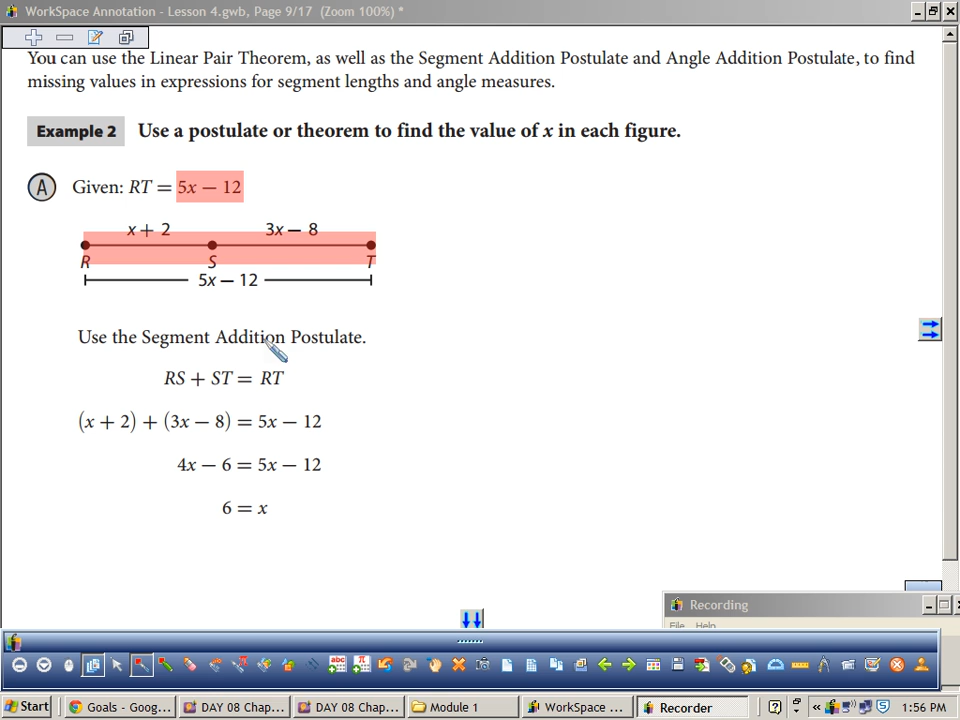 WorkSpace Annotation - Lesson 4.gwb, Page 9/17 (Zoom 100%) *
You can use the Linear Pair Theorem, as well as the Segment Addition Postulate and Angle Addition Postulate, to find
missing values in expressions for segment lengths and angle measures.
Example 2 Use a postulate or theorem to find the value of x in each figure.
A Given: RT = 5x − 12
x + 2 3x − 8
R S T
5x − 12
Use the Segment Addition Postulate.
RS + ST = RT
(x + 2) + (3x − 8) = 5x − 12
4x − 6 = 5x − 12
6 = x
Recording
File Help
Start Goals - Goog... DAY 08 Chap... DAY 08 Chap... Module 1 WorkSpace ... Recorder 1:56 PM